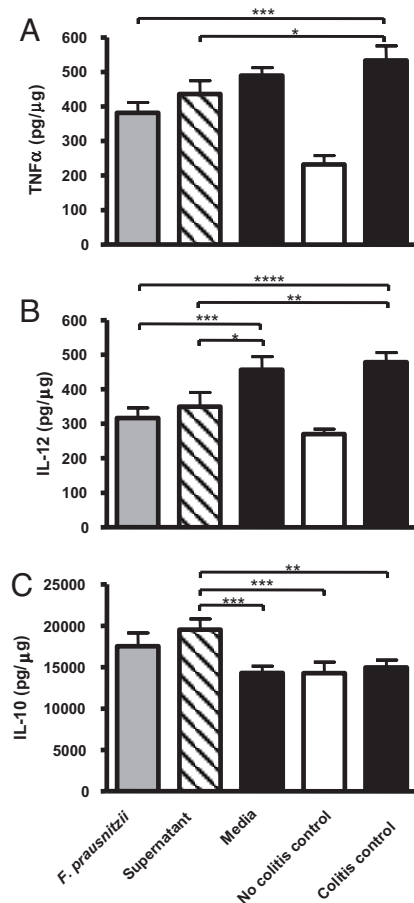 A
***
*
600
500
400
300
200
100
0
TNFα (pg/µg)
B
****
**
***
*
600
500
400
300
200
100
0
IL-12 (pg/µg)
C
**
***
***
25000
20000
15000
10000
5000
0
IL-10 (pg/µg)
F. prausnitzii
Supernatant
Media
No colitis control
Colitis control